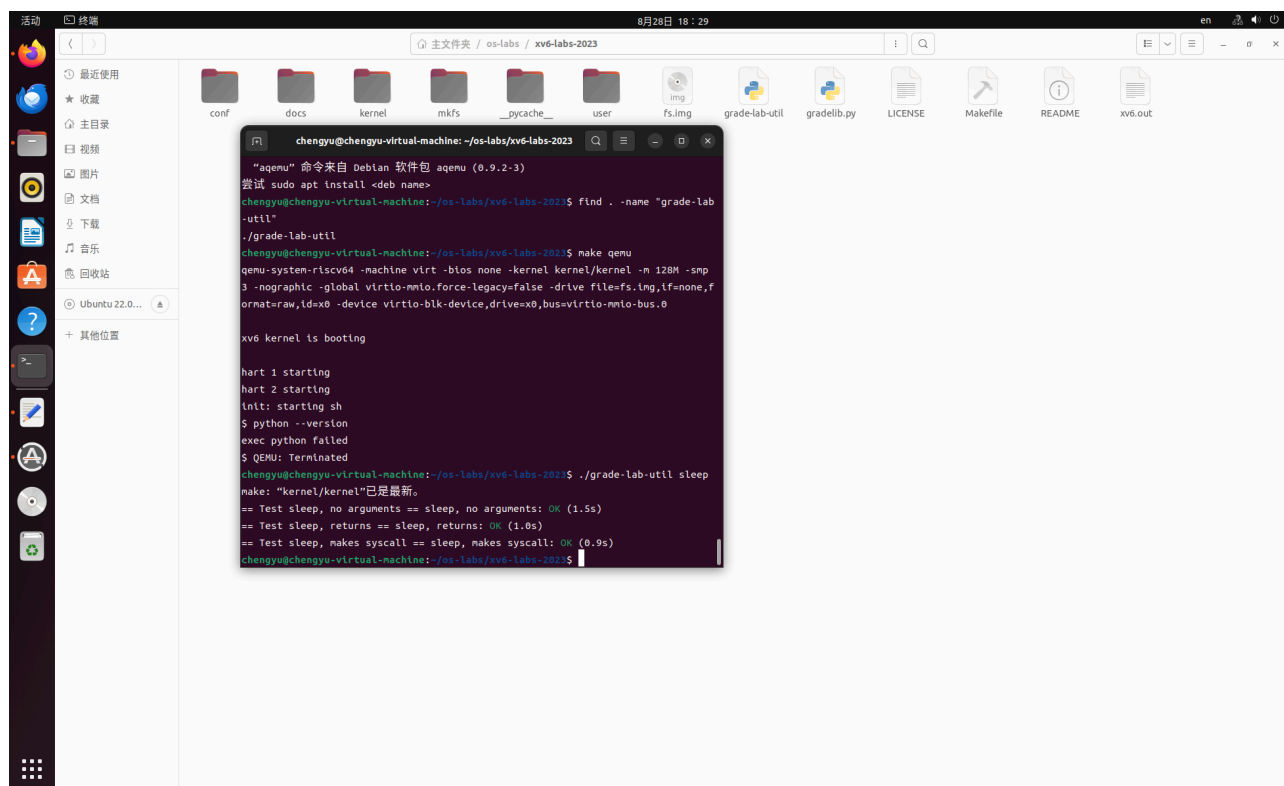 活动 终端 8月28日 18：29 en
主文件夹 / os-labs / xv6-labs-2023
最近使用
收藏
主目录
视频
图片
文档
下载
音乐
回收站
Ubuntu 22.0...
+ 其他位置
conf docs kernel mkfs __pycache__ user fs.img grade-lab-util gradelib.py LICENSE Makefile README xv6.out
img
chengyu@chengyu-virtual-machine: ~/os-labs/xv6-labs-2023
“aqemu” 命令来自 Debian 软件包 aqemu (0.9.2-3)
尝试 sudo apt install <deb name>
chengyu@chengyu-virtual-machine:~/os-labs/xv6-labs-2023$ find . -name "grade-lab
-util"
./grade-lab-util
chengyu@chengyu-virtual-machine:~/os-labs/xv6-labs-2023$ make qemu
qemu-system-riscv64 -machine virt -bios none -kernel kernel/kernel -m 128M -smp
3 -nographic -global virtio-mmio.force-legacy=false -drive file=fs.img,if=none,f
ormat=raw,id=x0 -device virtio-blk-device,drive=x0,bus=virtio-mmio-bus.0
xv6 kernel is booting
hart 1 starting
hart 2 starting
init: starting sh
$ python --version
exec python failed
$ QEMU: Terminated
chengyu@chengyu-virtual-machine:~/os-labs/xv6-labs-2023$ ./grade-lab-util sleep
make: “kernel/kernel”已是最新。
== Test sleep, no arguments == sleep, no arguments: OK (1.5s)
== Test sleep, returns == sleep, returns: OK (1.0s)
== Test sleep, makes syscall == sleep, makes syscall: OK (0.9s)
chengyu@chengyu-virtual-machine:~/os-labs/xv6-labs-2023$